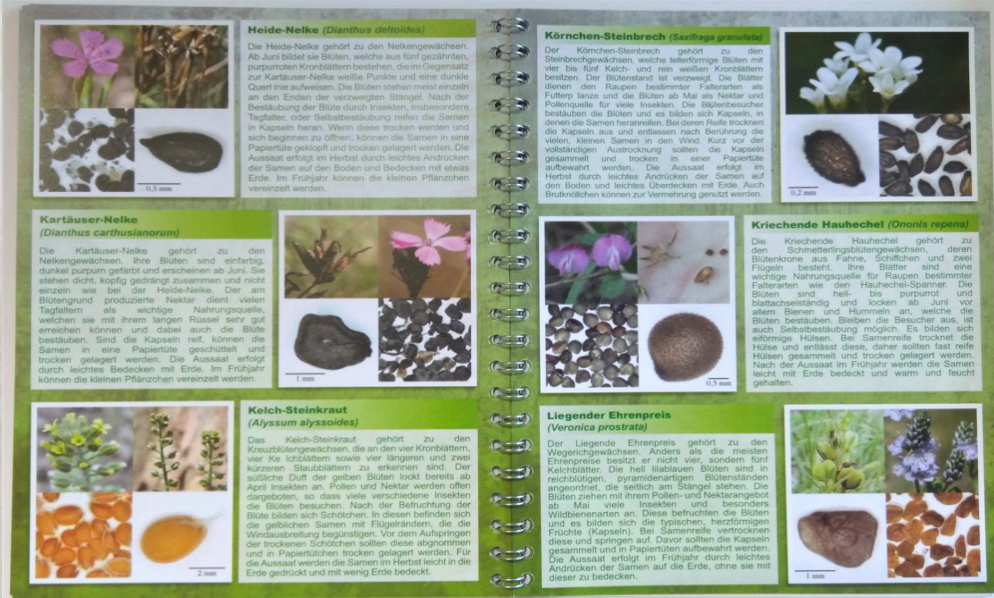 Heide-Nelke (Dianthus deltoides)
Die Heide-Nelke gehört zu den Nelkengewächsen.
Ab Juni bildet sie Blüten, welche aus fünf gezähnten,
purpurroten Kronblättern bestehen, die im Gegensatz
zur Kartäuser-Nelke weiße Punkte und eine dunkle
Querl inie aufweisen. Die Blüten stehen meist einzeln
an den Enden der verzweigten Stängel. Nach der
Bestäubung der Blüte durch Insekten, insbesondere
Tagfalter, oder Selbstbestäubung reifen die Samen
in Kapseln heran. Wenn diese trocken werden und
sich beginnen zu öffnen, können die Samen in eine
Papiertüte geklopft und trocken gelagert werden. Die
Aussaat erfolgt im Herbst durch leichtes Andrücken
der Samen auf den Boden und Bedecken mit etwas
Erde. Im Frühjahr können die kleinen Pflänzchen
vereinzelt werden.
0,5 mm
Kartäuser-Nelke
(Dianthus carthusianorum)
Die Kartäuser-Nelke gehört zu den
Nelkengewächsen. Ihre Blüten sind einfarbig,
dunkel purpurn gefärbt und erscheinen ab Juni. Sie
stehen dicht, kopfig gedrängt zusammen und nicht
einzeln wie bei der Heide-Nelke. Der am
Blütengrund produzierte Nektar dient vielen
Tagfaltern als wichtige Nahrungsquelle,
welchen sie mit ihrem langen Rüssel sehr gut
erreichen können und dabei auch die Blüte
bestäuben. Sind die Kapseln reif, können die
Samen in eine Papiertüte geschüttelt und
trocken gelagert werden. Die Aussaat erfolgt
durch leichtes Bedecken mit Erde. Im Frühjahr
können die kleinen Pflänzchen vereinzelt werden.
1 mm
Kelch-Steinkraut
(Alyssum alyssoides)
Das Kelch-Steinkraut gehört zu den
Kreuzblütengewächsen, die an den vier Kronblättern,
vier Ke lchblättern sowie vier längeren und zwei
kürzeren Staubblättern zu erkennen sind. Der
süßliche Duft der gelben Blüten lockt bereits ab
April Insekten an. Pollen und Nektar werden offen
dargeboten, so dass viele verschiedene Insekten
die Blüten besuchen. Nach der Befruchtung der
Blüte bilden sich Schötchen. In diesen befinden sich
die gelblichen Samen mit Flügelrändern, die die
Windausbreitung begünstigen. Vor dem Aufspringen
der trockenen Schötchen sollten diese abgenommen
und in Papiertütchen trocken gelagert werden. Für
die Aussaat werden die Samen im Herbst leicht in die
Erde gedrückt und mit wenig Erde bedeckt.
2 mm
Körnchen-Steinbrech (Saxifraga granulata)
Der Körnchen-Steinbrech gehört zu den
Steinbrechgewächsen, welche tellerförmige Blüten mit
vier bis fünf Kelch- und rein weißen Kronblättern
besitzen. Der Blütenstand ist verzweigt. Die Blätter
dienen den Raupen bestimmter Falterarten als
Futterp lanze und die Blüten ab Mai als Nektar und
Pollenquelle für viele Insekten. Die Blütenbesucher
bestäuben die Blüten und es bilden sich Kapseln, in
denen die Samen heranreifen. Bei deren Reife trocknen
die Kapseln aus und entlassen nach Berührung die
vielen, kleinen Samen in den Wind. Kurz vor der
vollständigen Austrocknung sollten die Kapseln
gesammelt und trocken in einer Papiertüte
aufbewahrt werden. Die Aussaat erfolgt im
Herbst durch leichtes Andrücken der Samen auf
den Boden und leichtes Überdecken mit Erde. Auch
Brutknöllchen können zur Vermehrung genutzt werden.
0,2 mm
Kriechende Hauhechel (Ononis repens)
Die Kriechende Hauhechel gehört zu
den Schmetterlingsblütengewächsen, deren
Blütenkrone aus Fahne, Schiffchen und zwei
Flügeln besteht. Ihre Blätter sind eine
wichtige Nahrungsquelle für Raupen bestimmter
Falterarten wie den Hauhechel-Spanner. Die
Blüten sind hell- bis purpurrot und
blattachselständig und locken ab Juni vor
allem Bienen und Hummeln an, welche die
Blüten bestäuben. Bleiben die Besucher aus, ist
auch Selbstbestäubung möglich. Es bilden sich
eiförmige Hülsen. Bei Samenreife trocknet die
Hülse und entlässt diese, daher sollten fast reife
Hülsen gesammelt und trocken gelagert werden.
Nach der Aussaat im Frühjahr werden die Samen
leicht mit Erde bedeckt und warm und feucht
gehalten.
0,5 mm
Liegender Ehrenpreis
(Veronica prostrata)
Der Liegende Ehrenpreis gehört zu den
Wegerichgewächsen. Anders als die meisten
Ehrenpreise besitzt er nicht vier, sondern fünf
Kelchblätter. Die hell lilablauen Blüten sind in
reichblütigen, pyramidenartigen Blütenständen
angeordnet, die seitlich am Stängel stehen. Die
Blüten ziehen mit ihrem Pollen- und Nektarangebot
ab Mai viele Insekten und besonders
Wildbienenarten an. Diese befruchten die Blüten
und es bilden sich die typischen, herzförmigen
Früchte (Kapseln). Bei Samenreife vertrocknen
diese und springen auf. Davor sollten die Kapseln
gesammelt und in Papiertüten aufbewahrt werden.
Die Aussaat erfolgt im Frühjahr durch leichtes
Andrücken der Samen auf die Erde, ohne sie mit
dieser zu bedecken.
1 mm